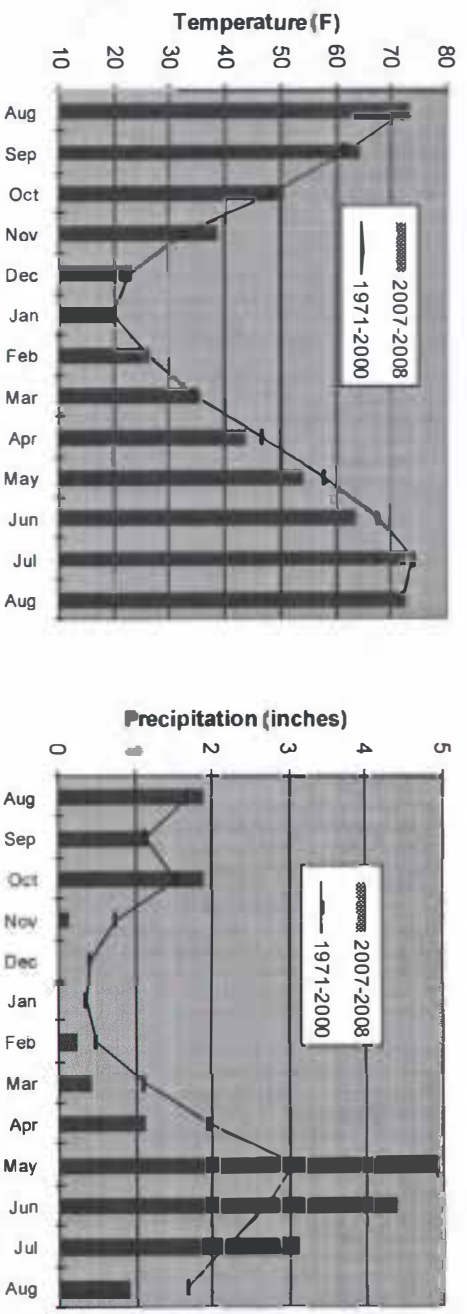 Temperature (F)
80
70
60
50
40
30
20
10
2007-2008
1971-2000
Aug
Sep
Oct
Nov
Dec
Jan
Feb
Mar
Apr
May
Jun
Jul
Aug
Precipitation (inches)
5
4
3
2
1
0
2007-2008
1971-2000
Aug
Sep
Oct
Nov
Dec
Jan
Feb
Mar
Apr
May
Jun
Jul
Aug